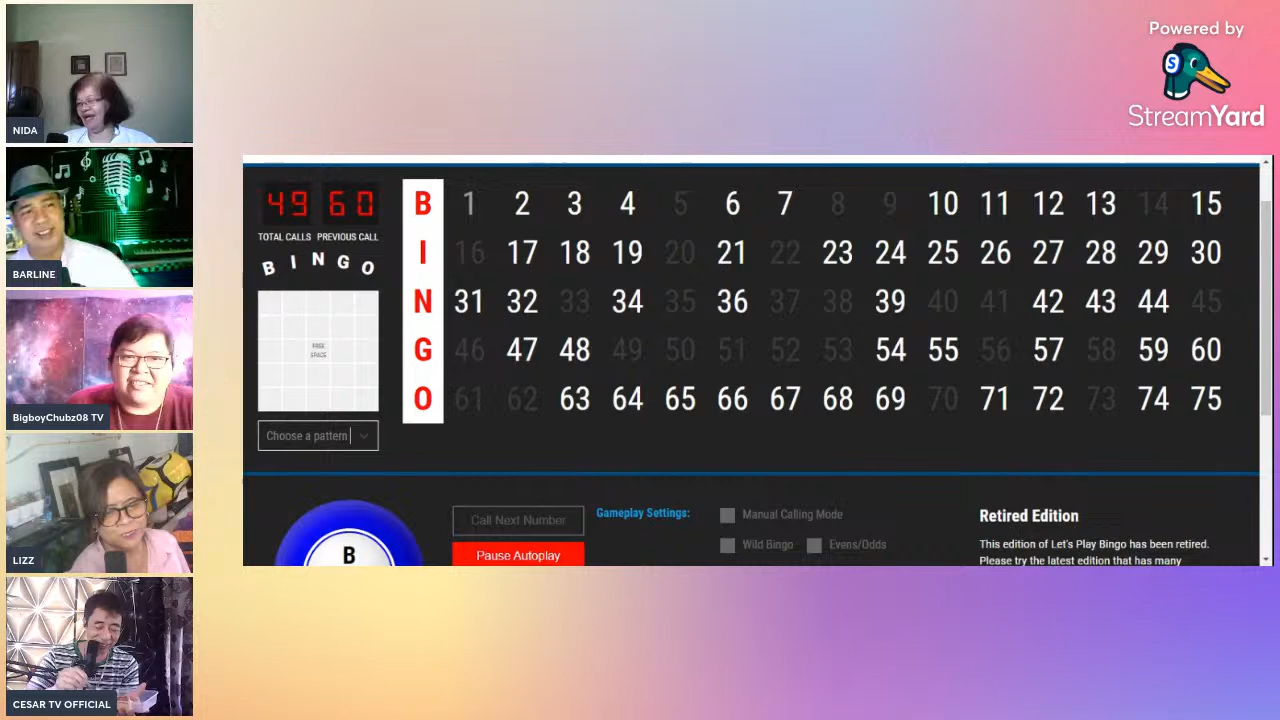 NIDA
BARLINE
BigboyChubz08 TV
LIZZ
CESAR TV OFFICIAL
Powered by
StreamYard
49 60
TOTAL CALLS PREVIOUS CALL
BINGO
FREE
SPACE
Choose a pattern
B 1 2 3 4 5 6 7 8 9 10 11 12 13 14 15
I 16 17 18 19 20 21 22 23 24 25 26 27 28 29 30
N 31 32 33 34 35 36 37 38 39 40 41 42 43 44 45
G 46 47 48 49 50 51 52 53 54 55 56 57 58 59 60
O 61 62 63 64 65 66 67 68 69 70 71 72 73 74 75
B
Call Next Number
Pause Autoplay
Gameplay Settings:
Manual Calling Mode
Wild Bingo Evens/Odds
Retired Edition
This edition of Let's Play Bingo has been retired.
Please try the latest edition that has many